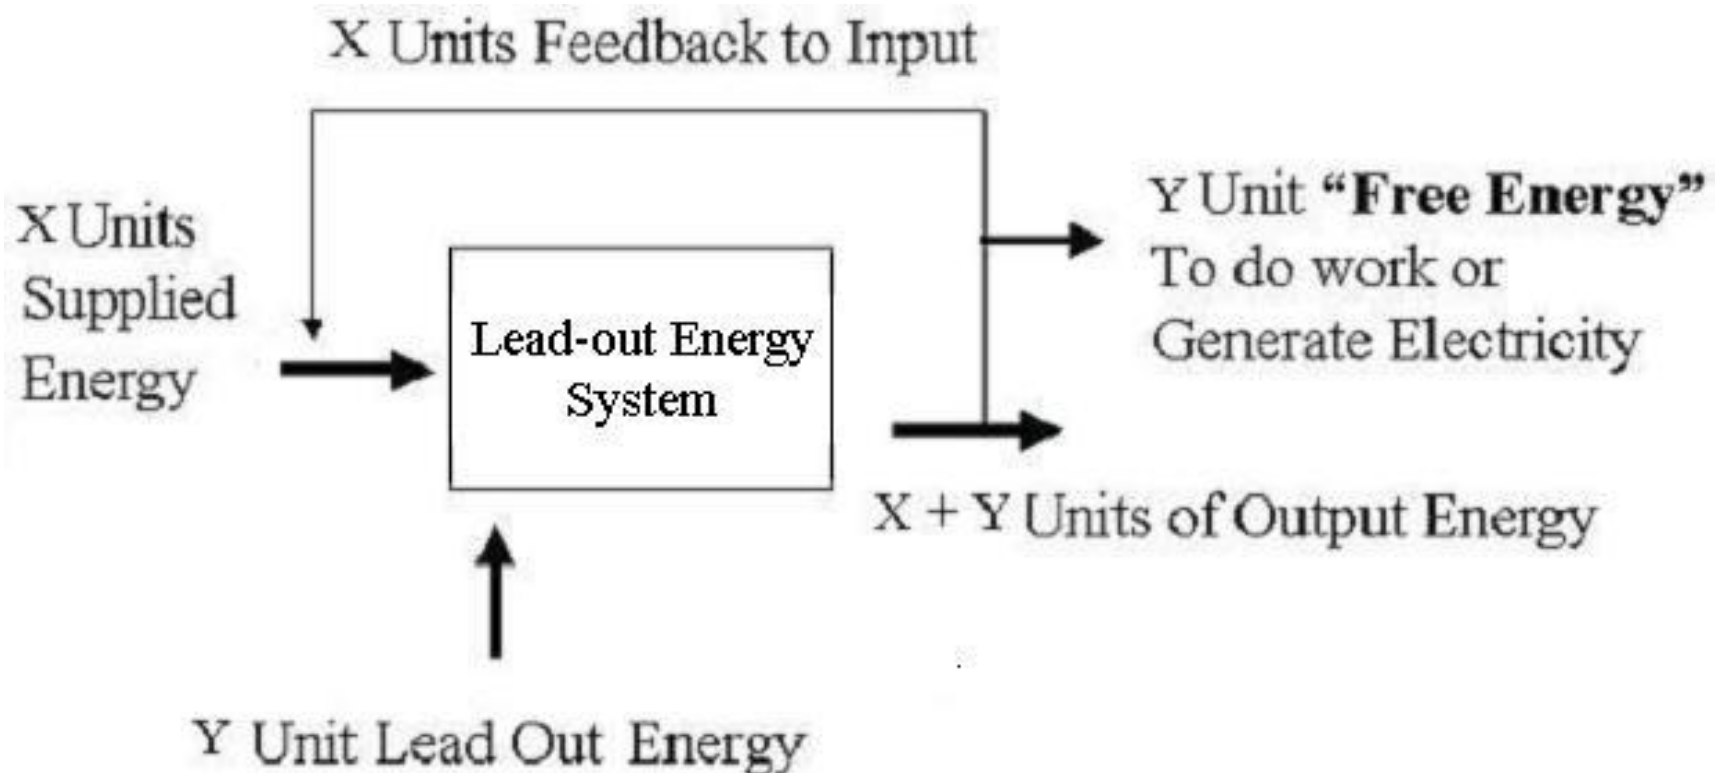 X Units Feedback to Input
X Units
Supplied
Energy
Lead-out Energy
System
Y Unit “Free Energy”
To do work or
Generate Electricity
X + Y Units of Output Energy
Y Unit Lead Out Energy